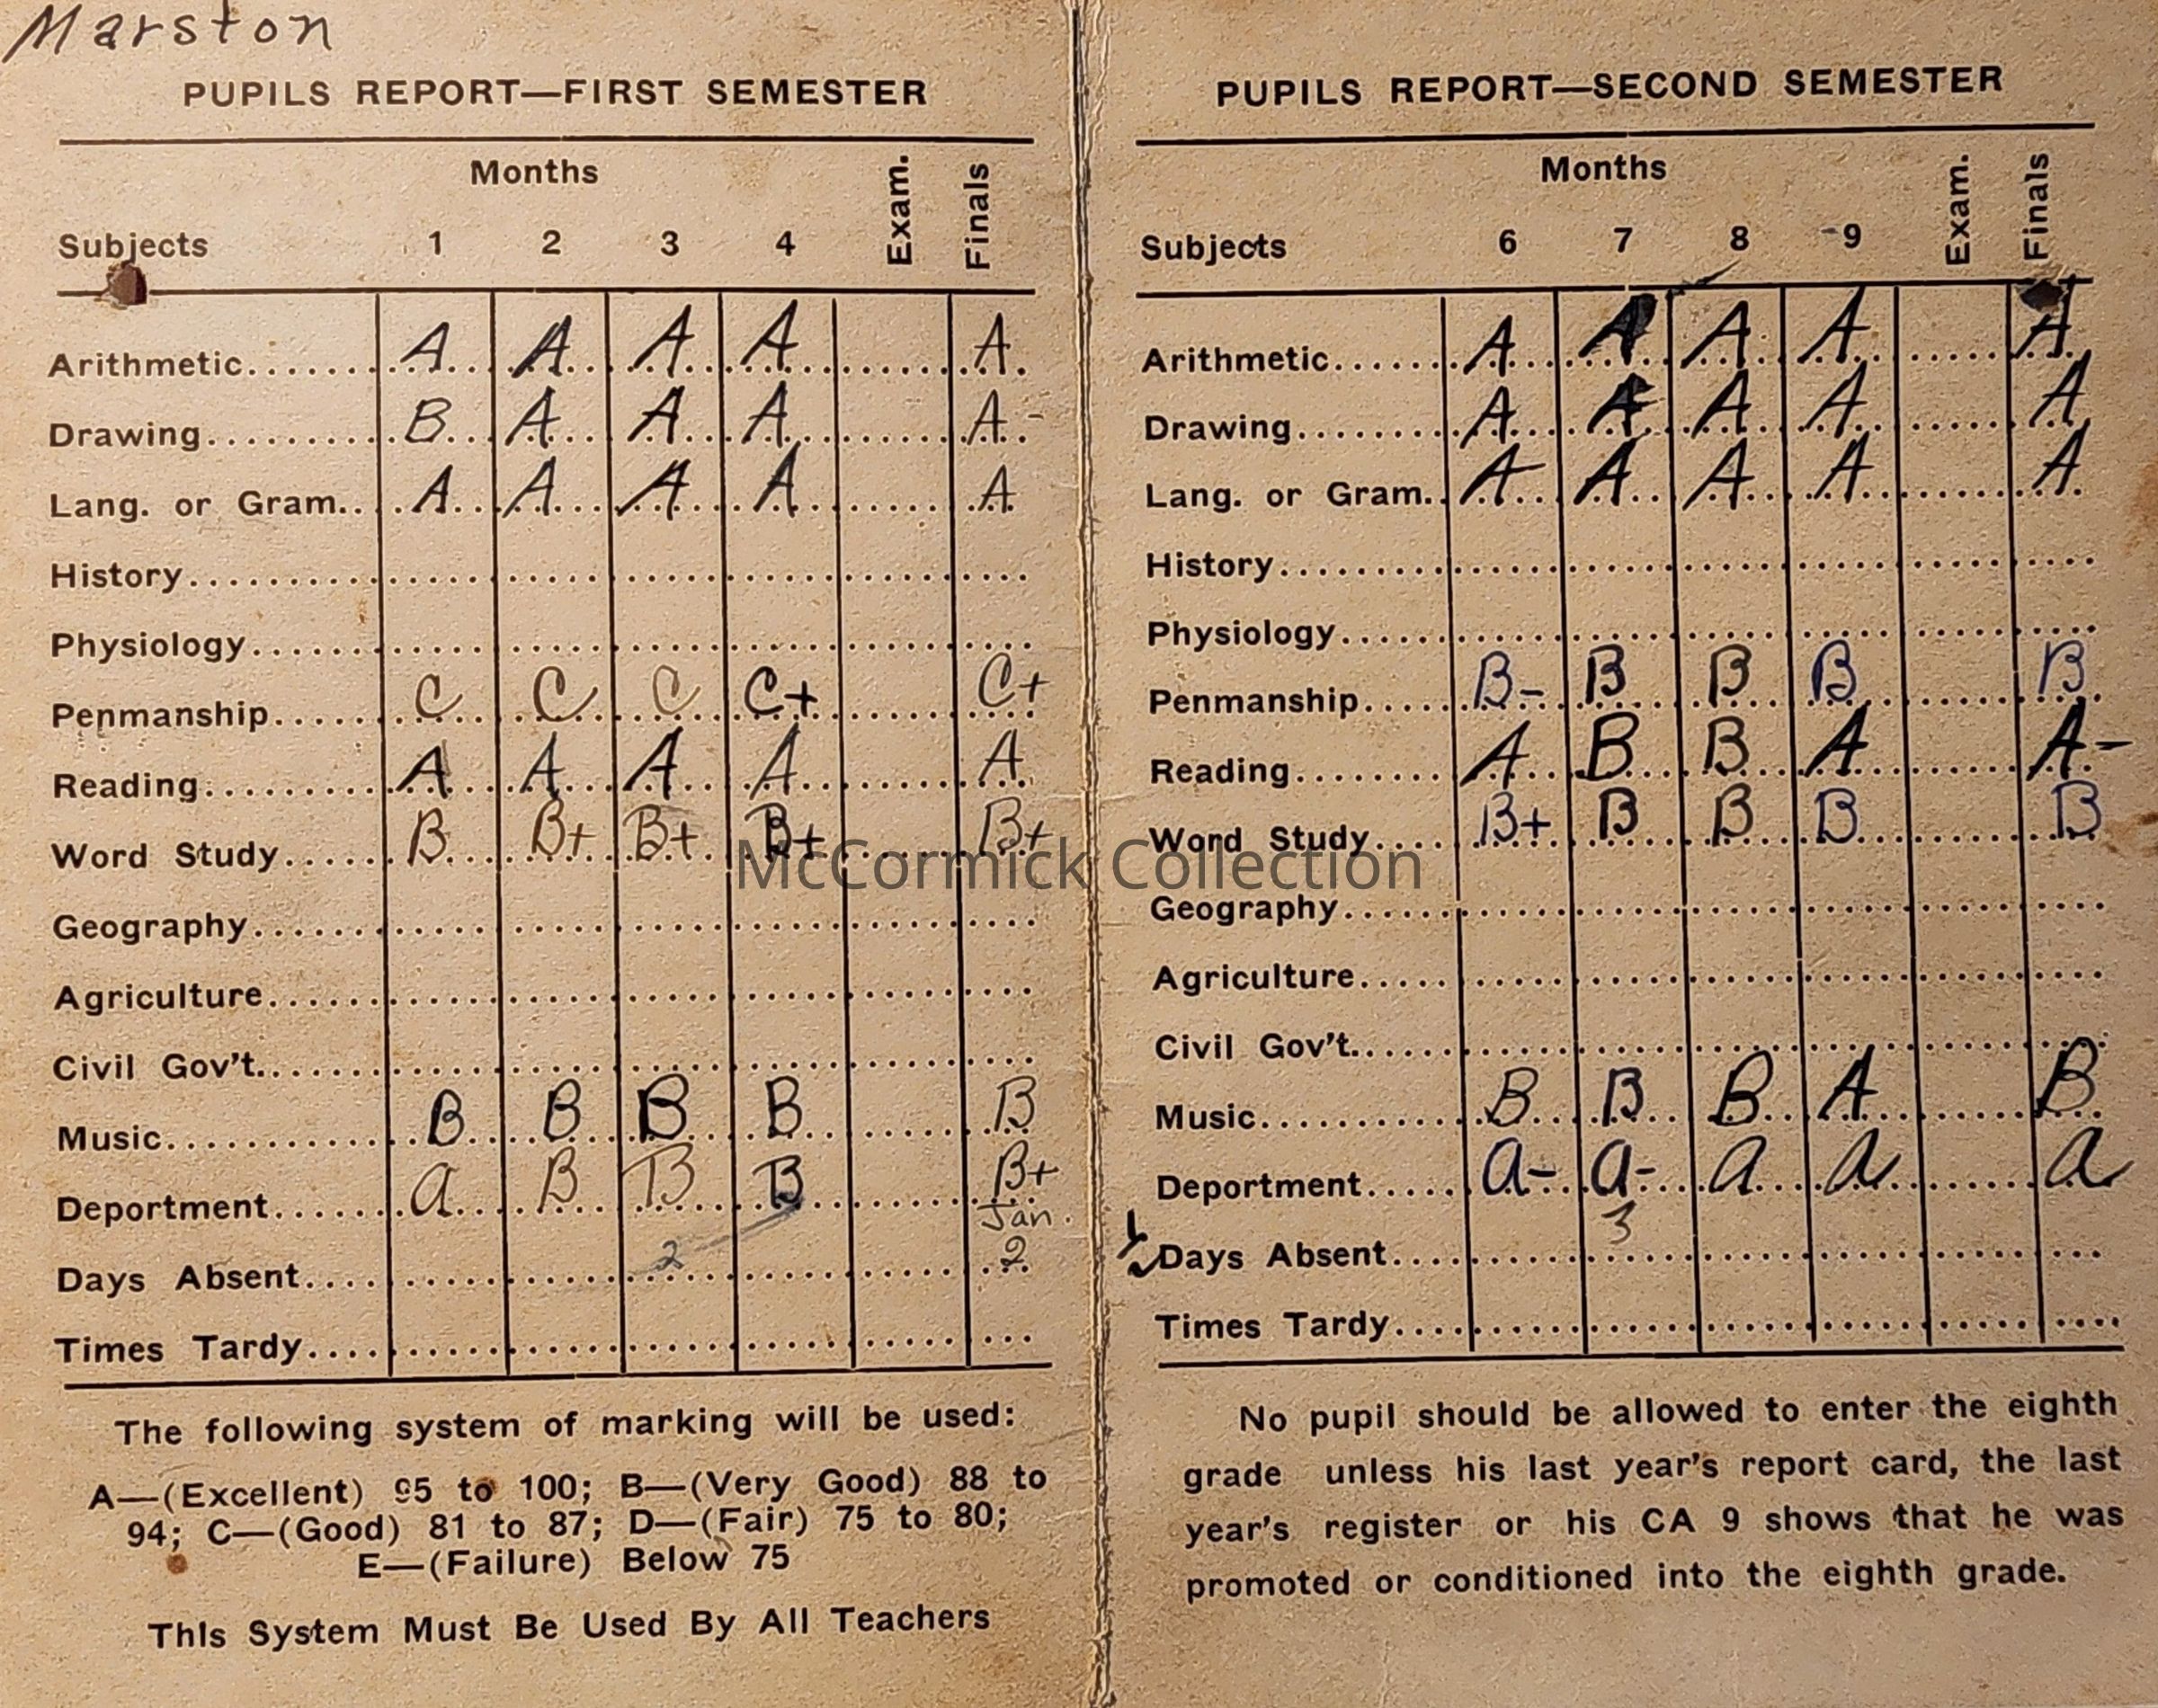 Marston
PUPILS REPORT—FIRST SEMESTER
Months
Subjects 1 2 3 4 Exam. Finals
Arithmetic A A A A A
Drawing B A A A A-
Lang. or Gram. A A A A A
History
Physiology
Penmanship C C C C+ C+
Reading A A A A A
Word Study B B+ B+ B+ B+
Geography
Agriculture
Civil Gov't.
Music B B B B B
Deportment a B B B B+
Jan.
Days Absent 2 2
Times Tardy
The following system of marking will be used:
A—(Excellent) 95 to 100; B—(Very Good) 88 to
94; C—(Good) 81 to 87; D—(Fair) 75 to 80;
E—(Failure) Below 75
This System Must Be Used By All Teachers
PUPILS REPORT—SECOND SEMESTER
Months
Subjects 6 7 8 9 Exam. Finals
Arithmetic A A A A A
Drawing A A A A A
Lang. or Gram. A A A A A
History
Physiology
Penmanship B- B B B B
Reading A B B A A-
Word Study B+ B B B B
Geography
Agriculture
Civil Gov't.
Music B B B A B
Deportment a- a- a a a
Days Absent 3
Times Tardy
No pupil should be allowed to enter the eighth
grade unless his last year's report card, the last
year's register or his CA 9 shows that he was
promoted or conditioned into the eighth grade.
McCormick Collection